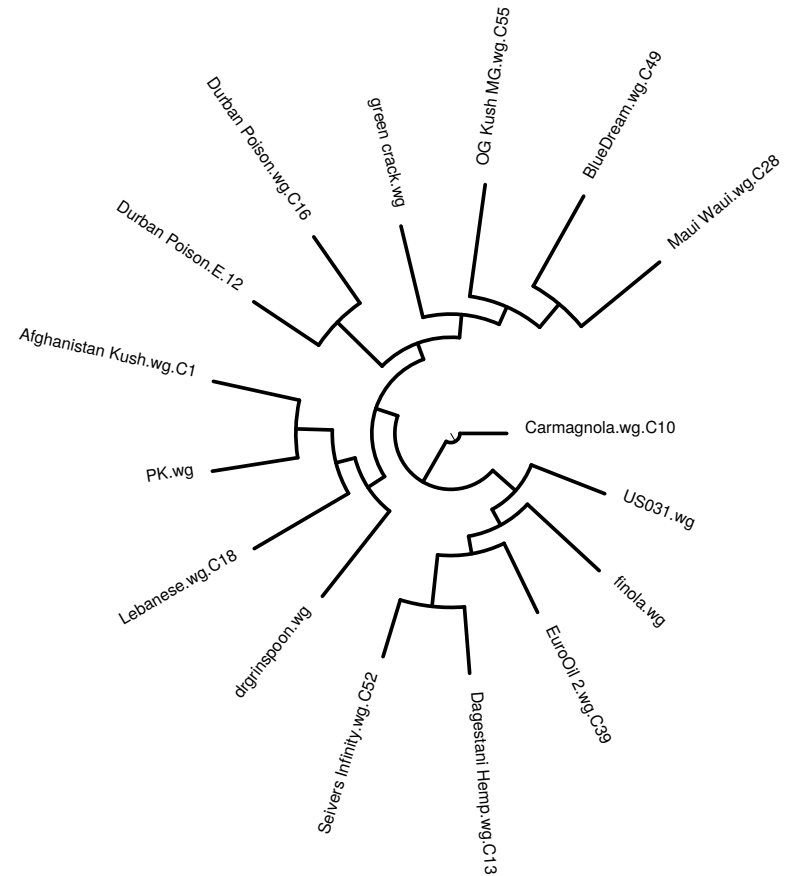 OG Kush MG.wg.C55
BlueDream.wg.C49
Maui Waui.wg.C28
green crack.wg
Durban Poison.wg.C16
Durban Poison.E.12
Afghanistan Kush.wg.C1
PK.wg
Lebanese.wg.C18
drgrinspoon.wg
Seivers Infinity.wg.C52
Dagestani Hemp.wg.C13
EuroOil 2.wg.C39
finola.wg
US031.wg
Carmagnola.wg.C10